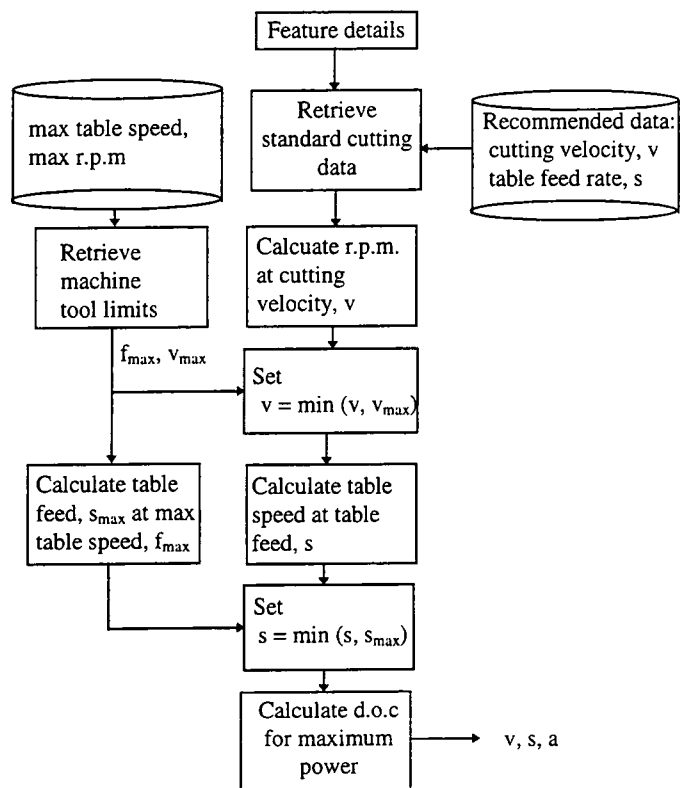 Feature details
max table speed,
max r.p.m
Retrieve
standard cutting
data
Recommended data:
cutting velocity, v
table feed rate, s
Retrieve
machine
tool limits
Calcuate r.p.m.
at cutting
velocity, v
f_max, v_max
Set
v = min (v, v_max)
Calculate table
feed, s_max at max
table speed, f_max
Calculate table
speed at table
feed, s
Set
s = min (s, s_max)
Calculate d.o.c
for maximum
power
v, s, a